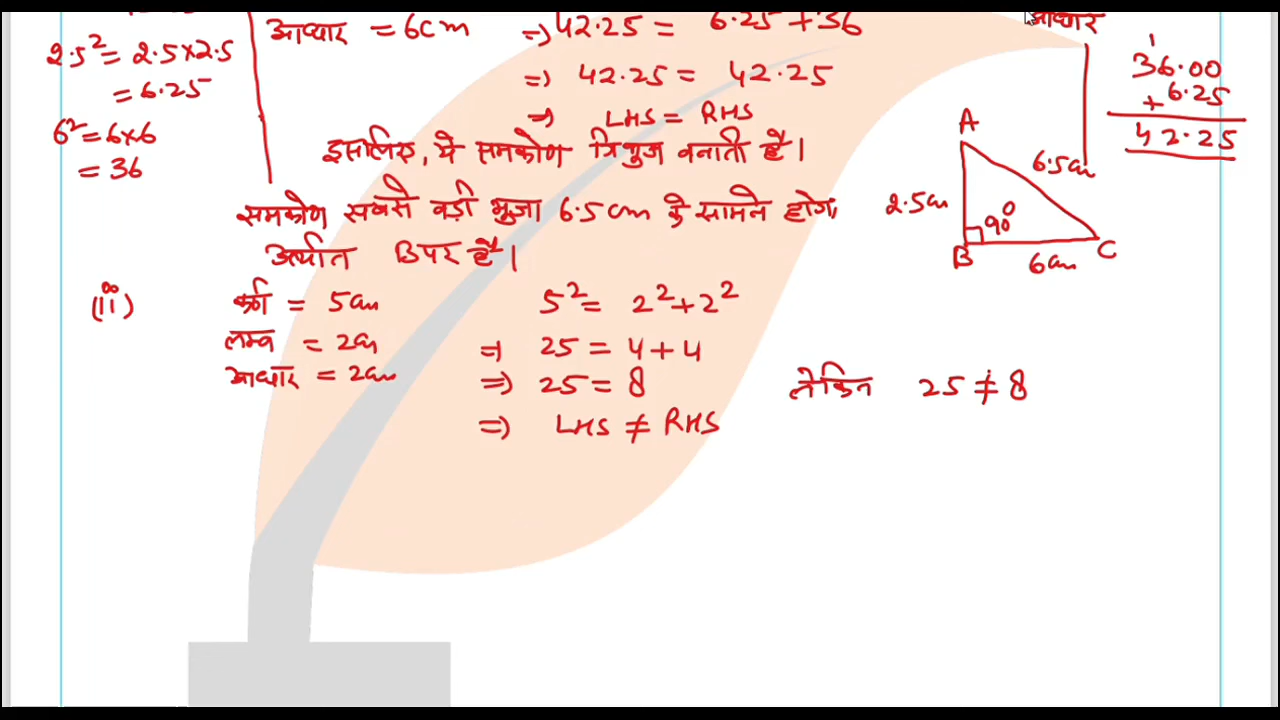 2.5² = 2.5×2.5
= 6.25
6² = 6×6
= 36
आधार = 6cm
=> 42.25 = 6.25 + 36
=> 42.25 = 42.25
=> LHS = RHS
आधार
1
36.00
+ 6.25
42.25
इसलिए, ये समकोण त्रिभुज बनाती है।
समकोण सबसे बड़ी भुजा 6.5cm के सामने होगा,
अर्थात B पर है।
A
6.5cm
2.5cm
90°
B
6cm
C
(ii)
कर्ण = 5cm
लम्ब = 2cm
आधार = 2cm
5² = 2² + 2²
=> 25 = 4 + 4
=> 25 = 8
लेकिन 25 ≠ 8
=> LHS ≠ RHS